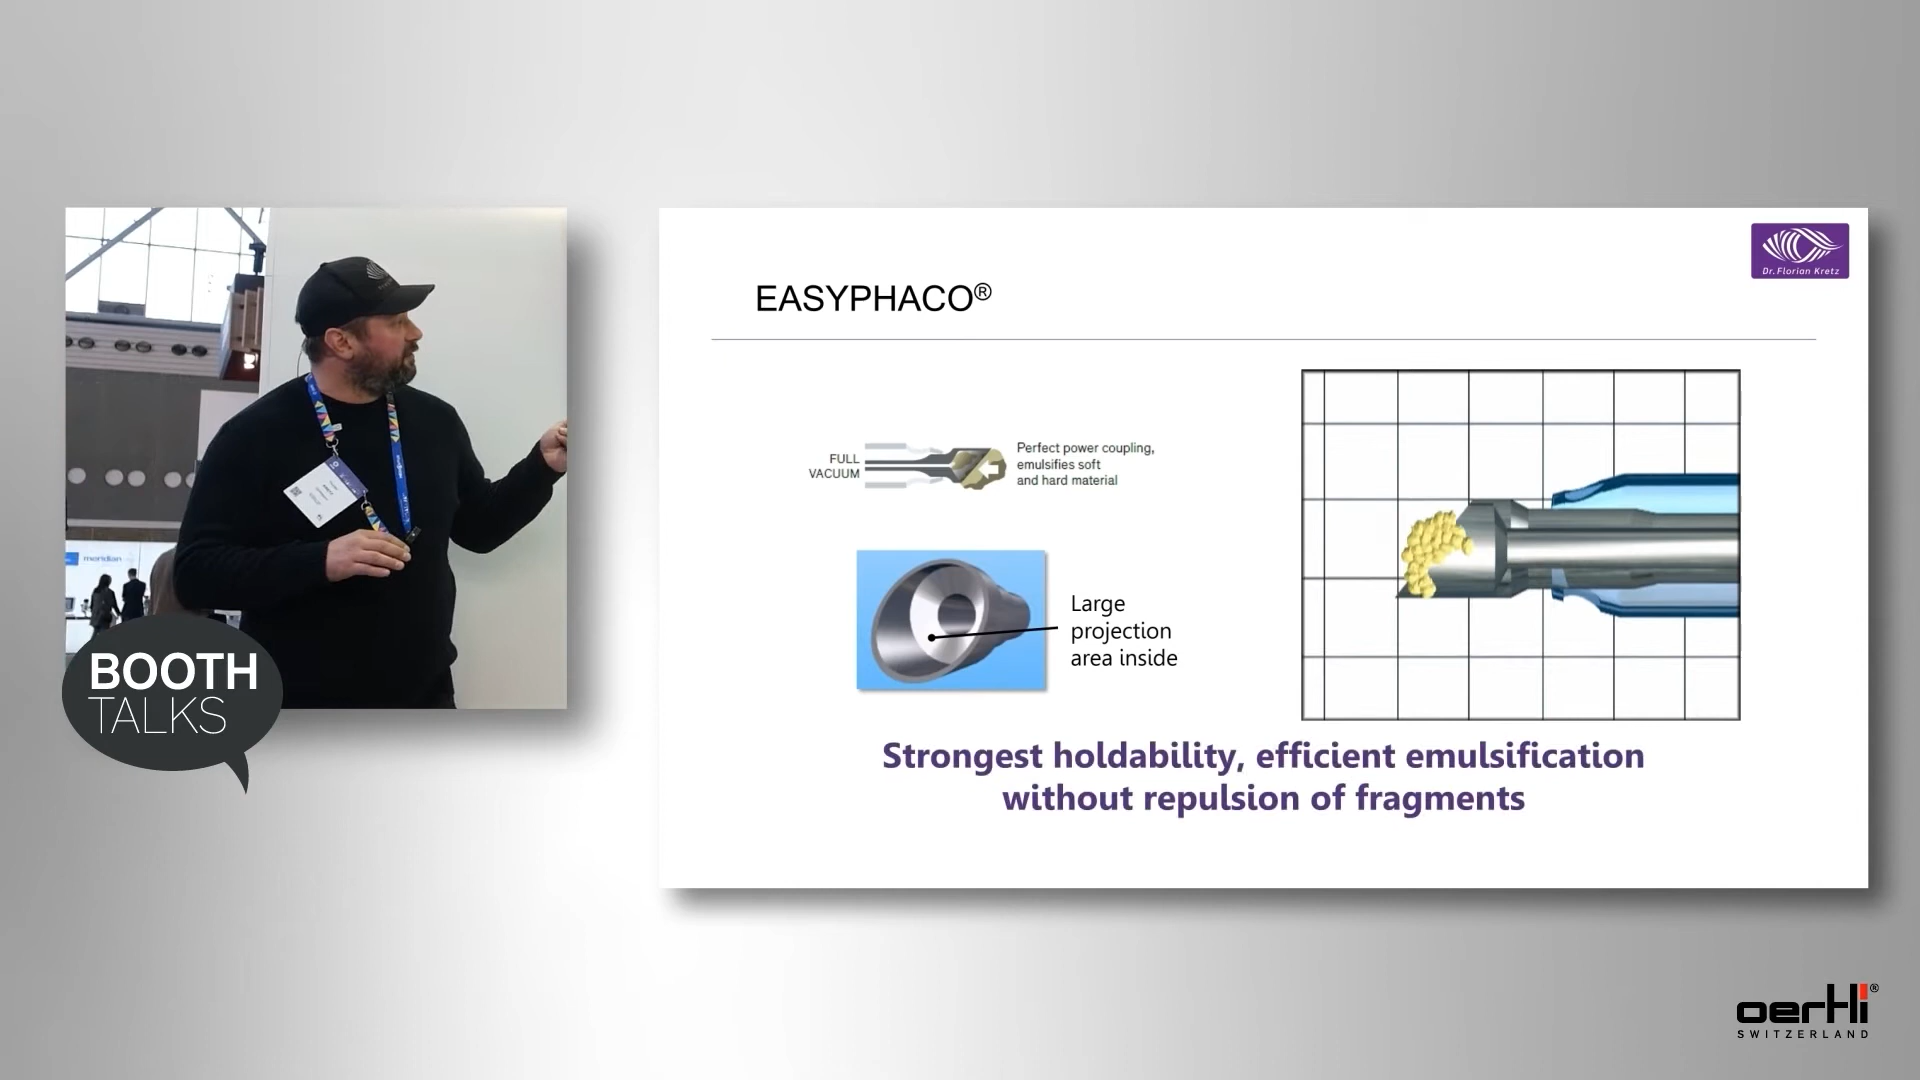 meridian
BOOTH
TALKS
Dr. Florian Kretz
EASYPHACO®
FULL
VACUUM
Perfect power coupling,
emulsifies soft
and hard material
Large
projection
area inside
Strongest holdability, efficient emulsification
without repulsion of fragments
oertli®
SWITZERLAND